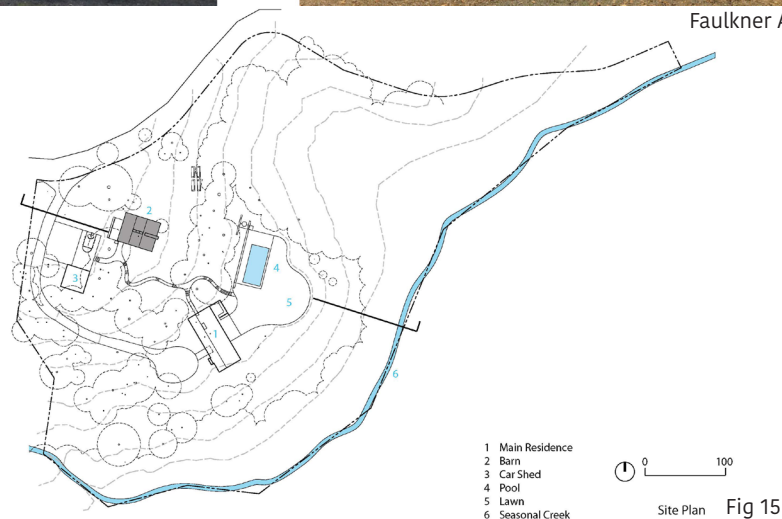 Faulkner A
2
3
4
5
1
6
1 Main Residence
2 Barn
3 Car Shed
4 Pool
5 Lawn
6 Seasonal Creek
0 100
Site Plan Fig 15